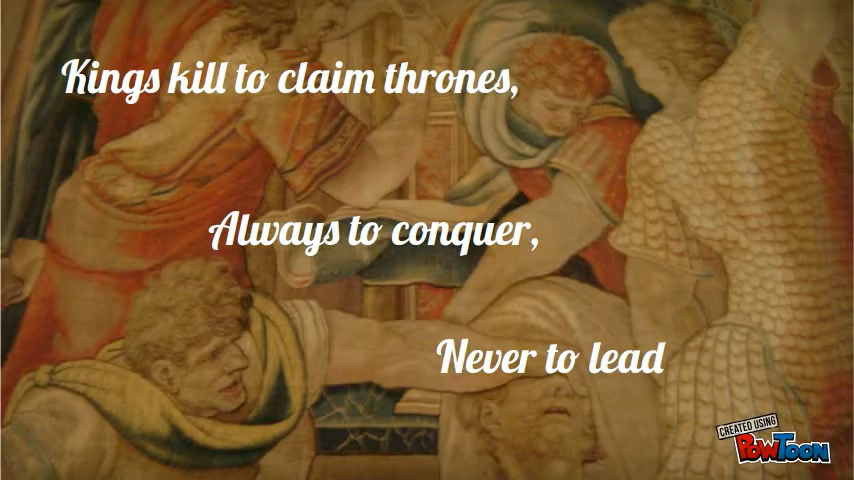 Kings kill to claim thrones,
Always to conquer,
Never to lead
CREATED USING
POWTOON